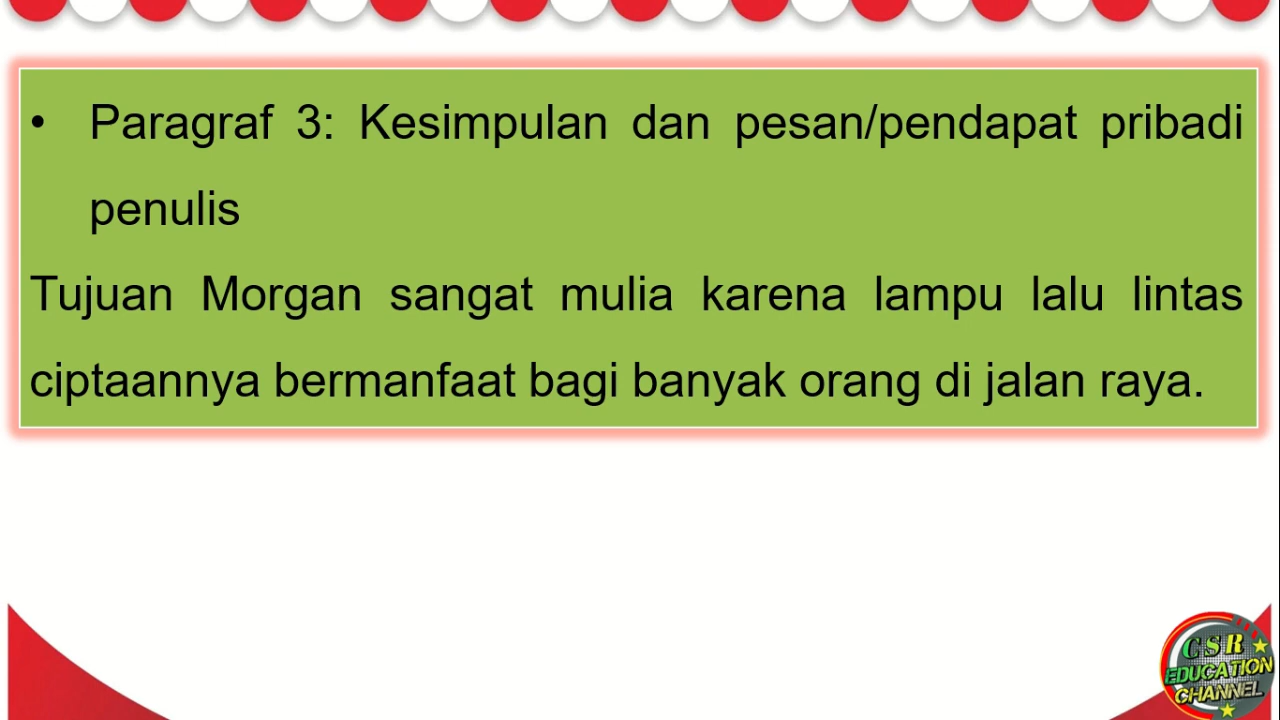 • Paragraf 3: Kesimpulan dan pesan/pendapat pribadi
penulis
Tujuan Morgan sangat mulia karena lampu lalu lintas
ciptaannya bermanfaat bagi banyak orang di jalan raya.
CSR
EDUCATION
CHANNEL